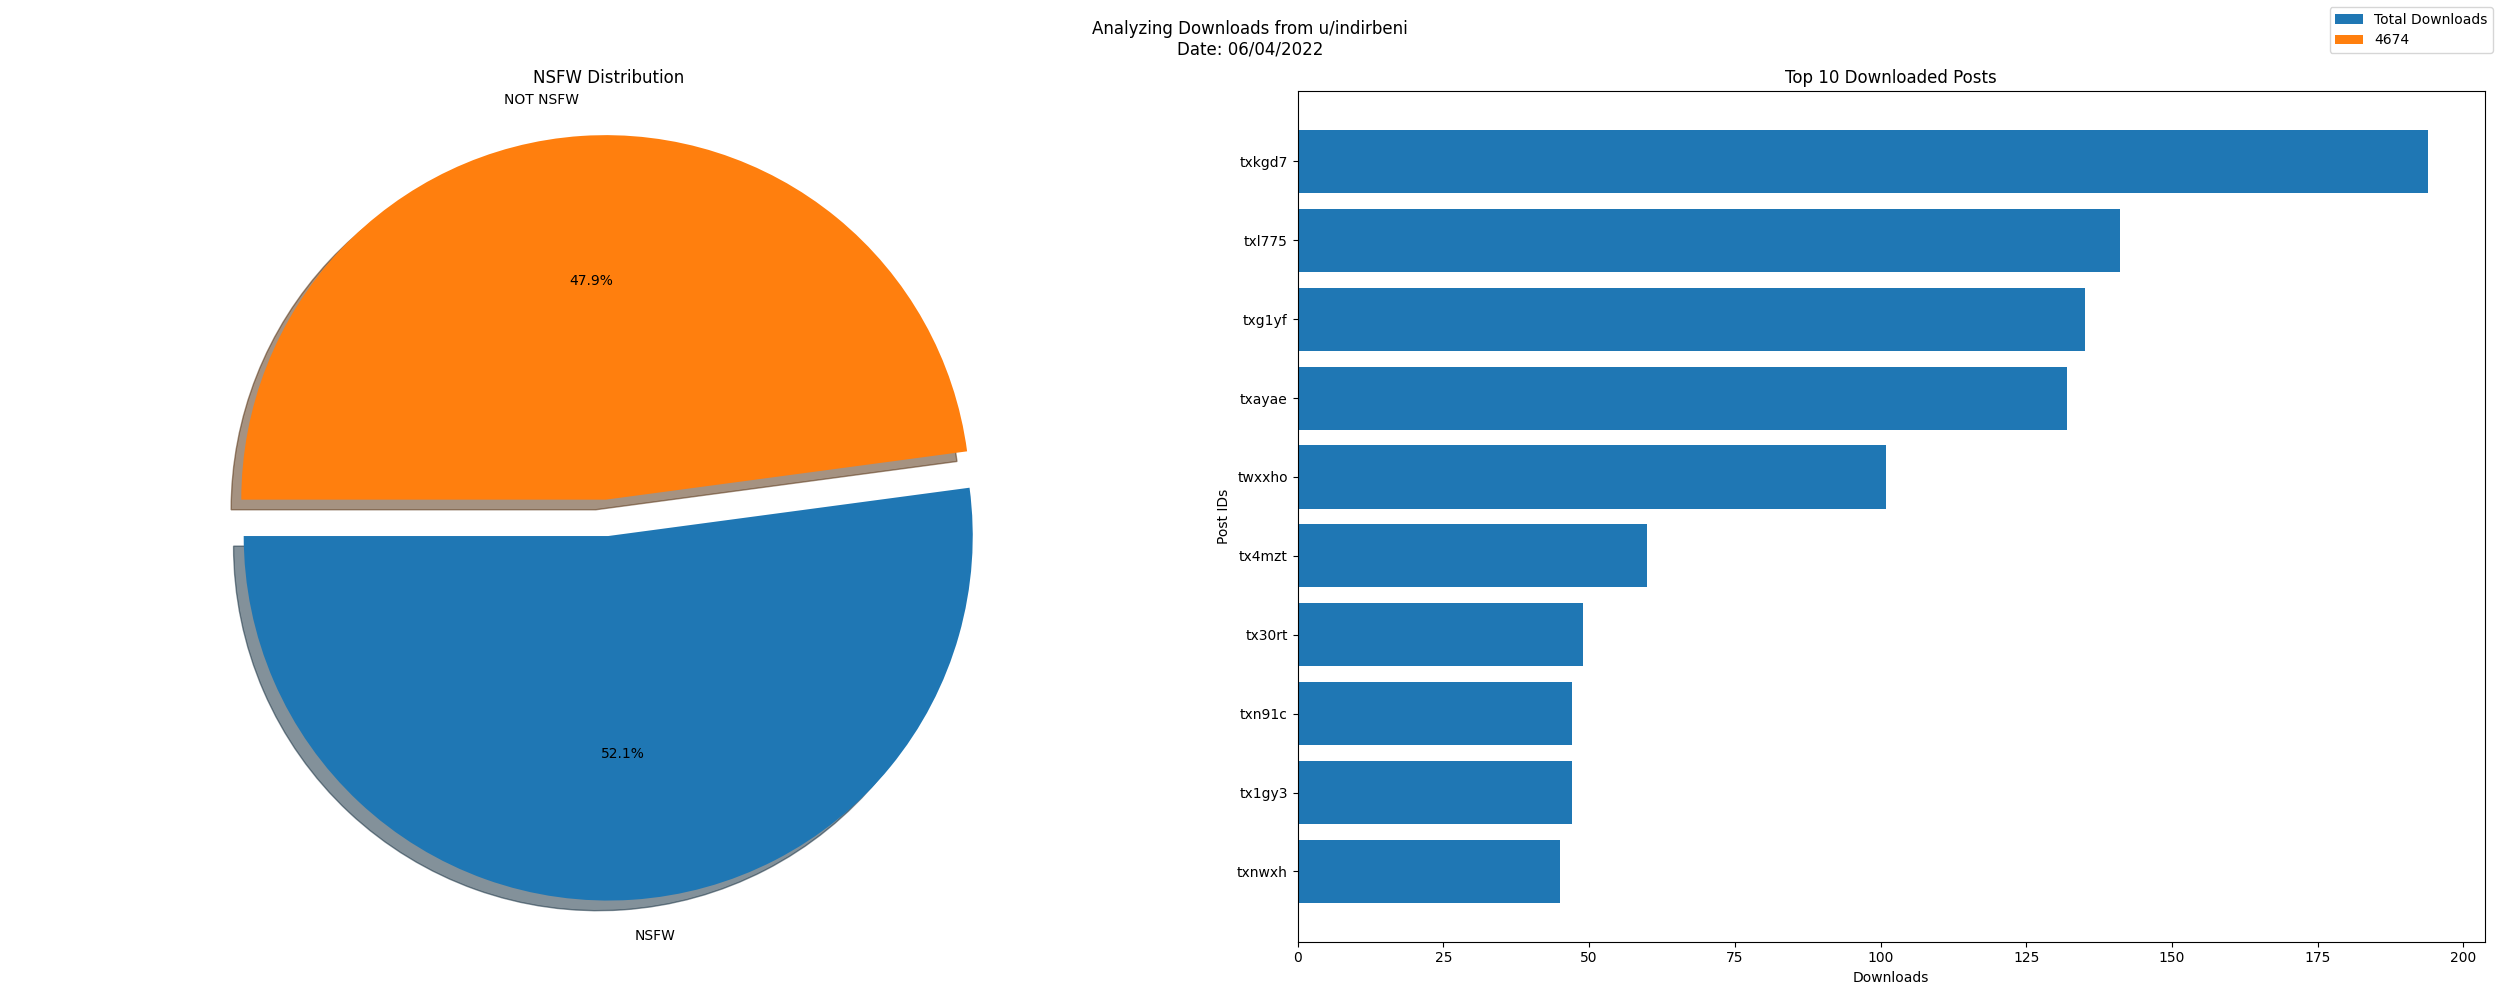 Analyzing Downloads from u/indirbeni
Date: 06/04/2022
Total Downloads
4674
NSFW Distribution
NOT NSFW
47.9%
52.1%
NSFW
Top 10 Downloaded Posts
Post IDs
txkgd7
txl775
txg1yf
txayae
twxxho
tx4mzt
tx30rt
txn91c
tx1gy3
txnwxh
0 25 50 75 100 125 150 175 200
Downloads